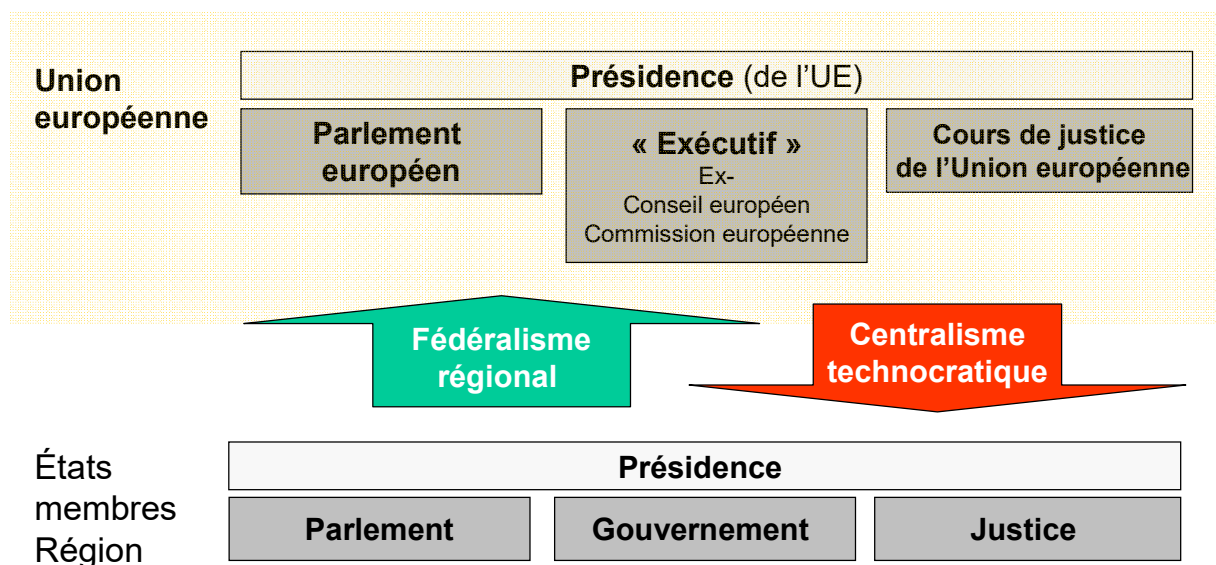 Union
européenne
Présidence (de l'UE)
Parlement
européen
« Exécutif »
Ex-
Conseil européen
Commission européenne
Cours de justice
de l'Union européenne
Fédéralisme
régional
Centralisme
technocratique
États
membres
Région
Présidence
Parlement
Gouvernement
Justice